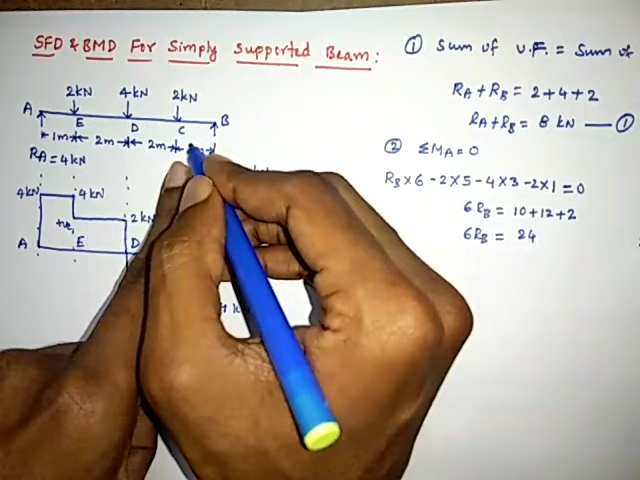 SFD & BMD For Simply Supported Beam :
2kN 4kN 2kN
A E D C B
1m 2m 2m
RA = 4kN
4kN 4kN
2kN
+ve
A E D
① Sum of V.F. = Sum of
RA + RB = 2+4+2
RA + RB = 8 kN — ①
② ΣMA = 0
RB × 6 - 2×5 - 4×3 - 2×1 = 0
6RB = 10+12+2
6RB = 24